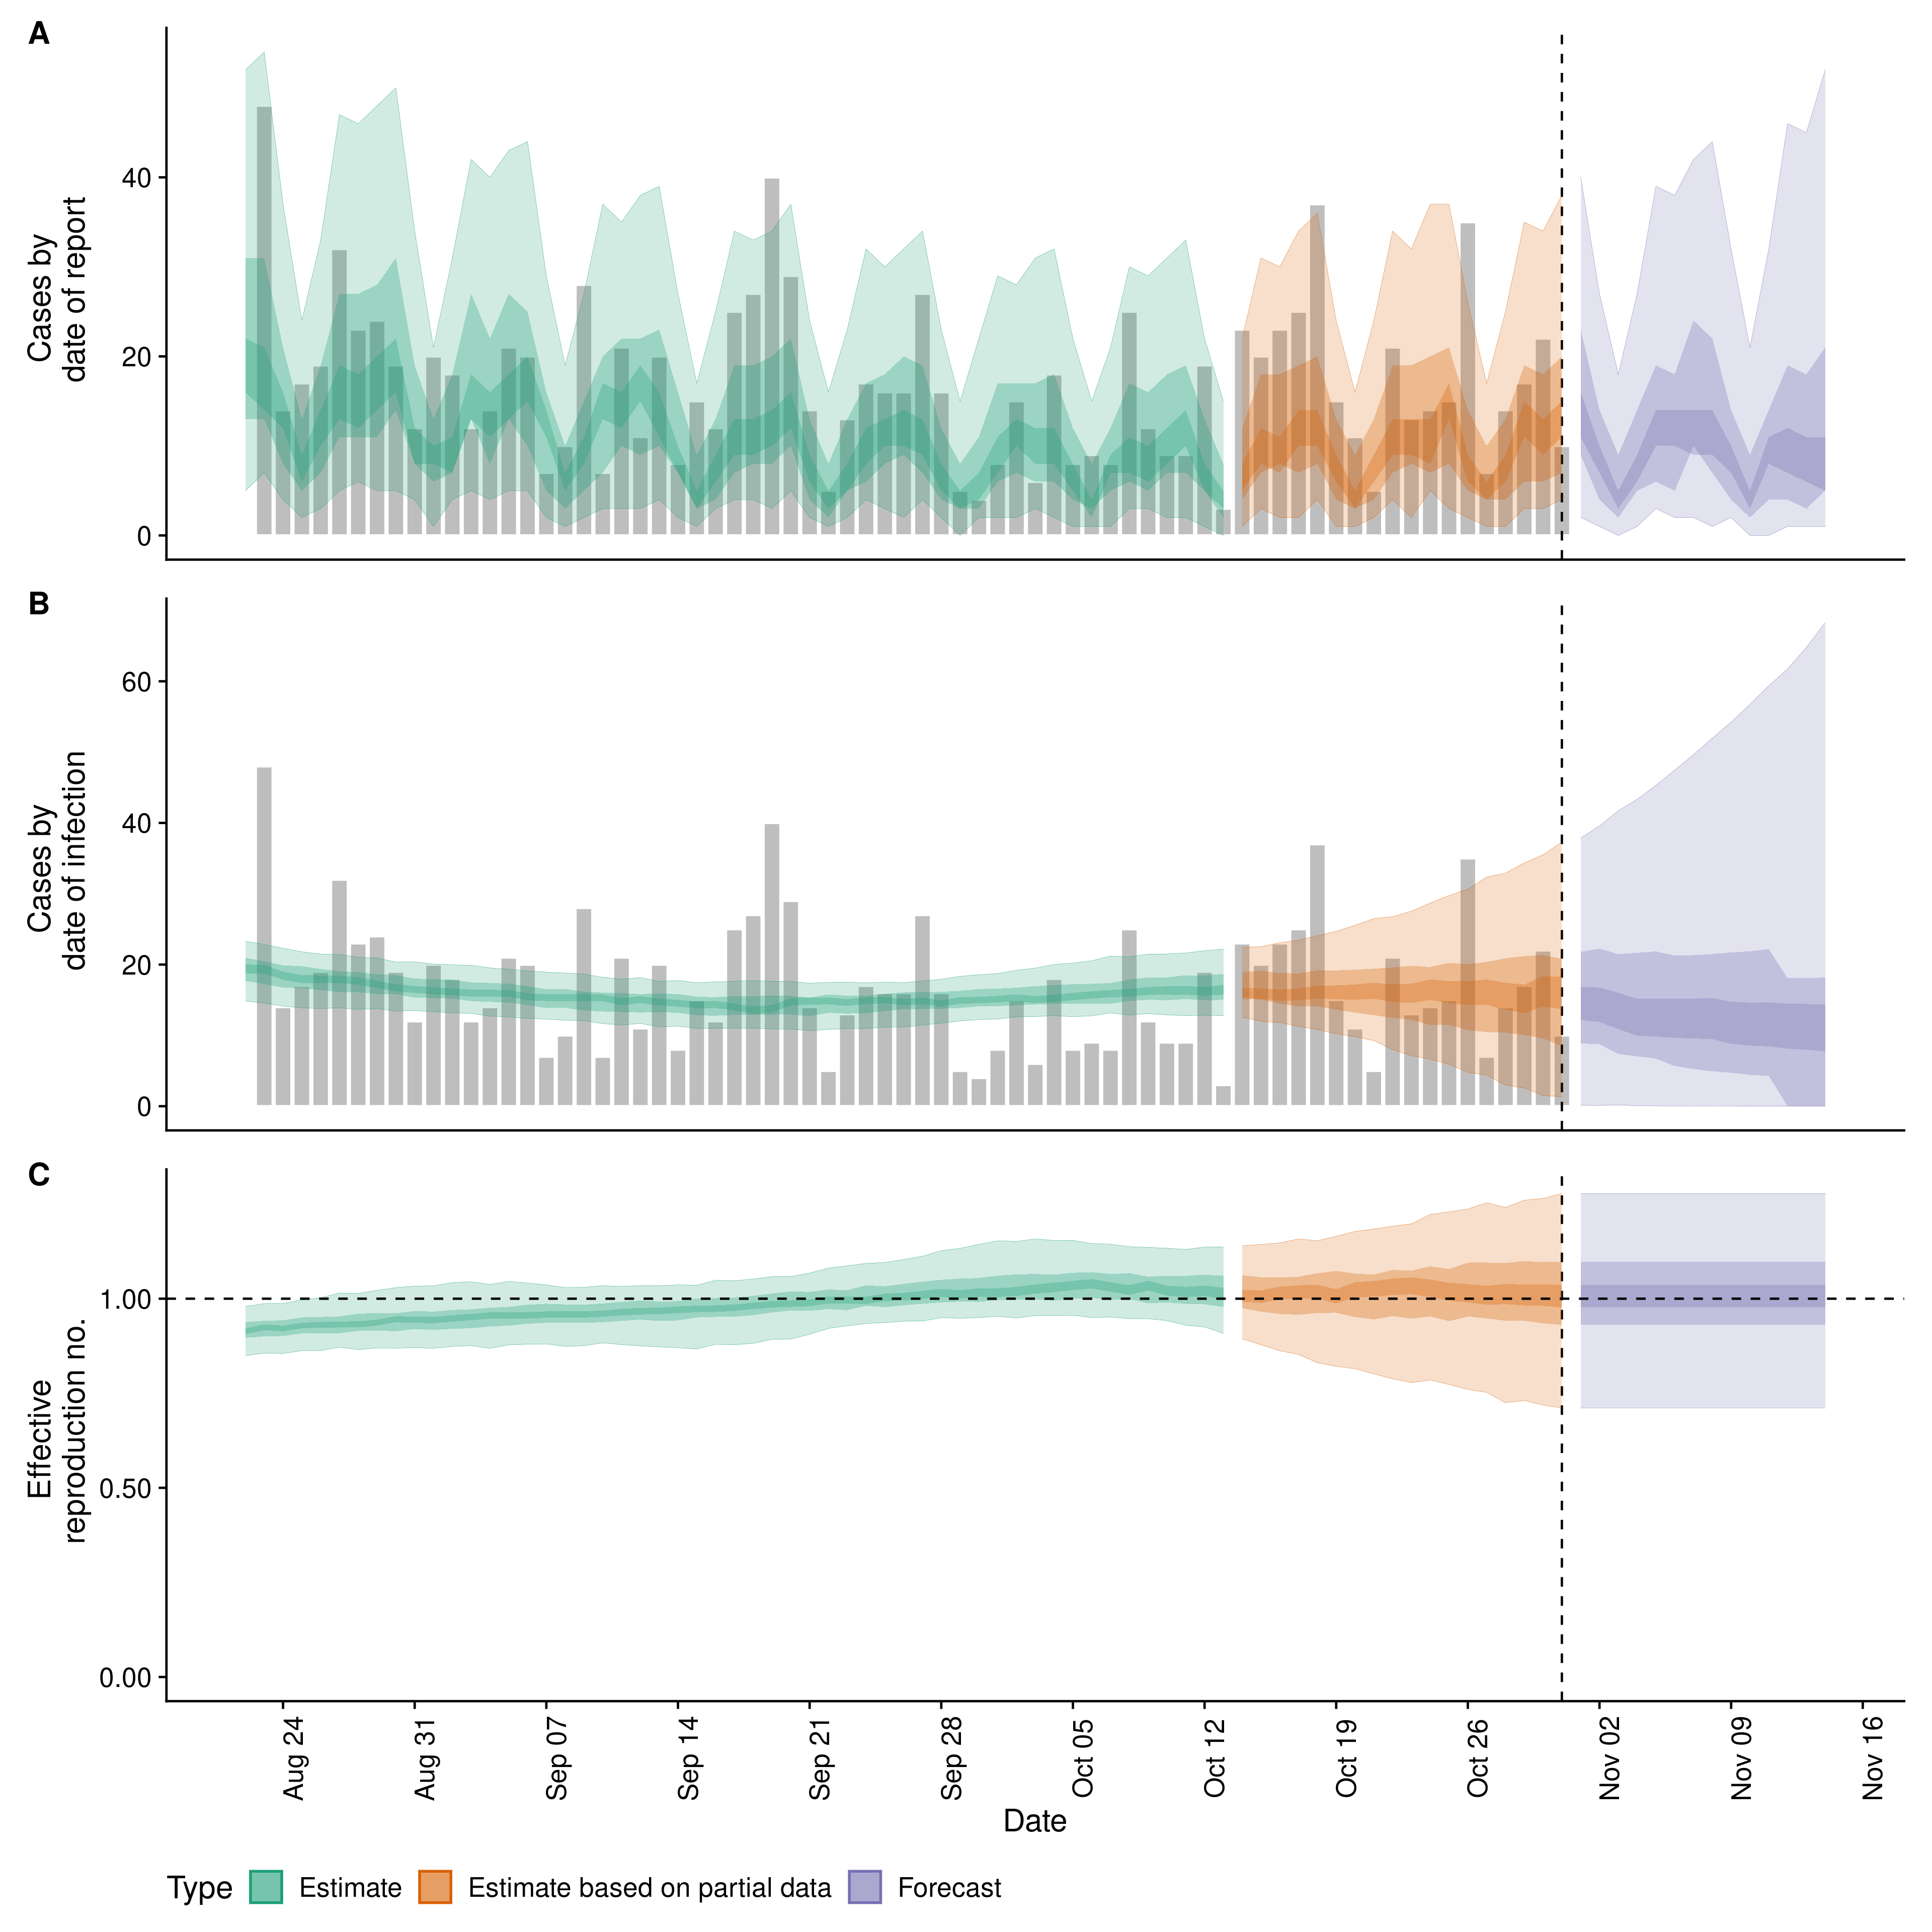 A
Cases by
date of report
40
20
0
B
Cases by
date of infection
60
40
20
0
C
Effective
reproduction no.
1.00
0.50
0.00
Aug 24
Aug 31
Sep 07
Sep 14
Sep 21
Sep 28
Oct 05
Oct 12
Oct 19
Oct 26
Nov 02
Nov 09
Nov 16
Date
Type Estimate Estimate based on partial data Forecast